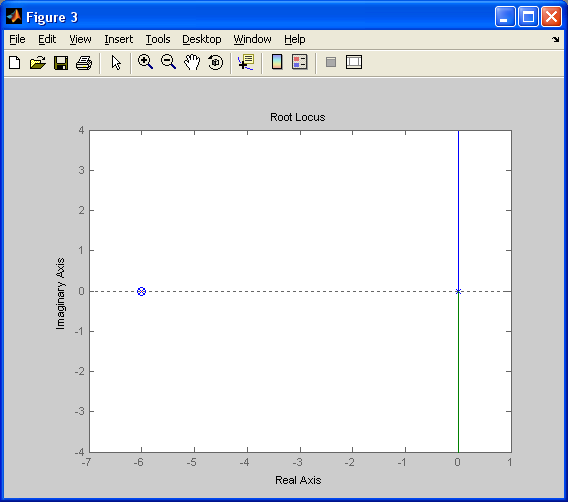 Figure 3
File Edit View Insert Tools Desktop Window Help
Root Locus
4
3
2
1
0
-1
-2
-3
-4
Imaginary Axis
-7 -6 -5 -4 -3 -2 -1 0 1
Real Axis